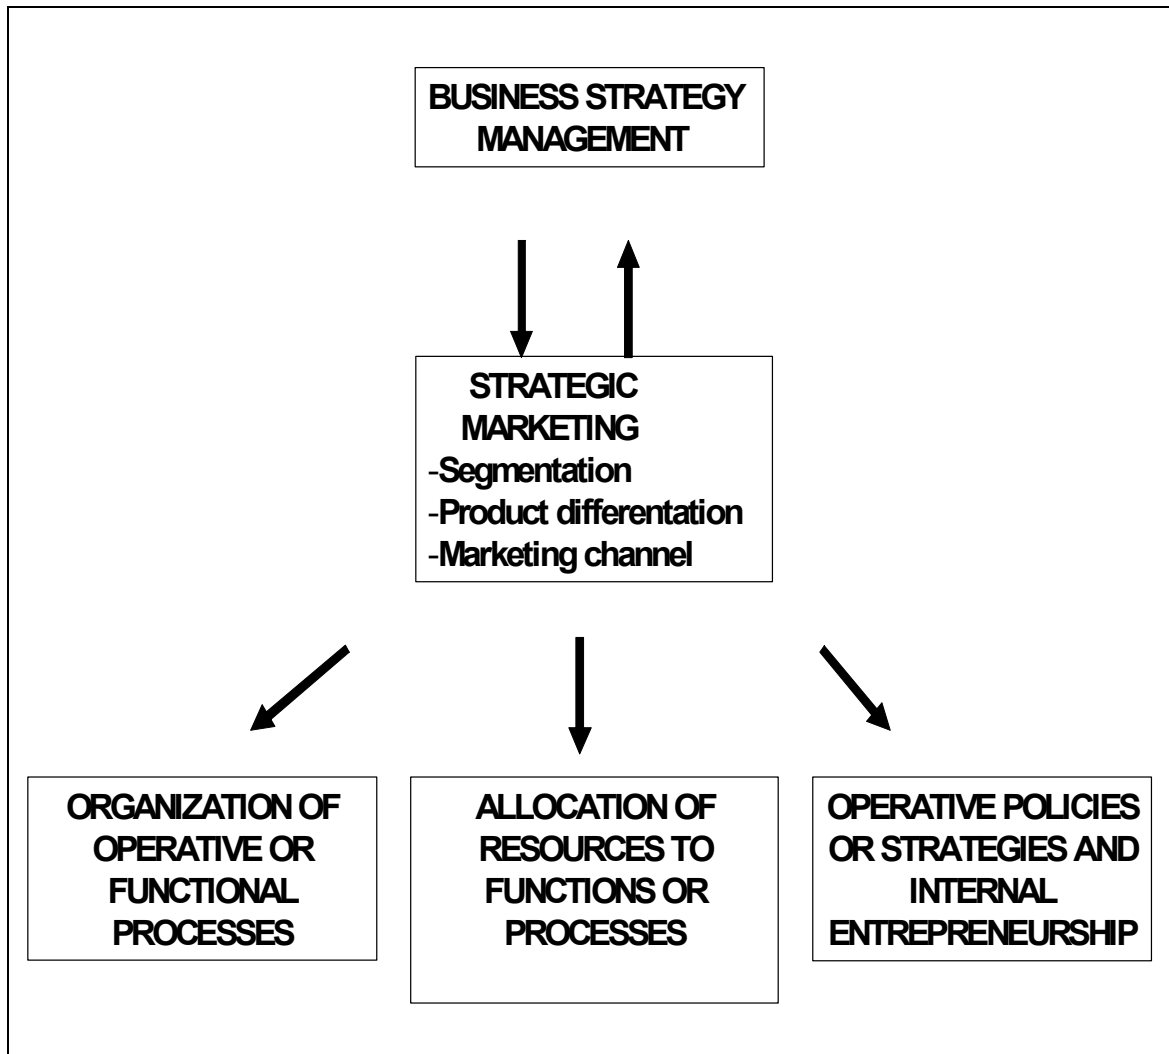 BUSINESS STRATEGY
MANAGEMENT
STRATEGIC
MARKETING
-Segmentation
-Product differentation
-Marketing channel
ORGANIZATION OF
OPERATIVE OR
FUNCTIONAL
PROCESSES
ALLOCATION OF
RESOURCES TO
FUNCTIONS OR
PROCESSES
OPERATIVE POLICIES
OR STRATEGIES AND
INTERNAL
ENTREPRENEURSHIP